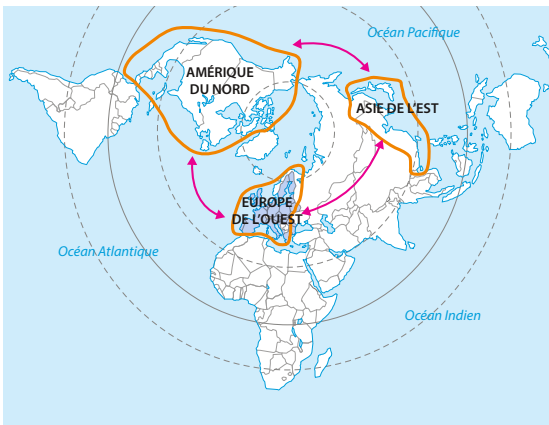 Océan Pacifique
AMÉRIQUE
DU NORD
ASIE DE L'EST
EUROPE
DE L'OUEST
Océan Atlantique
Océan Indien